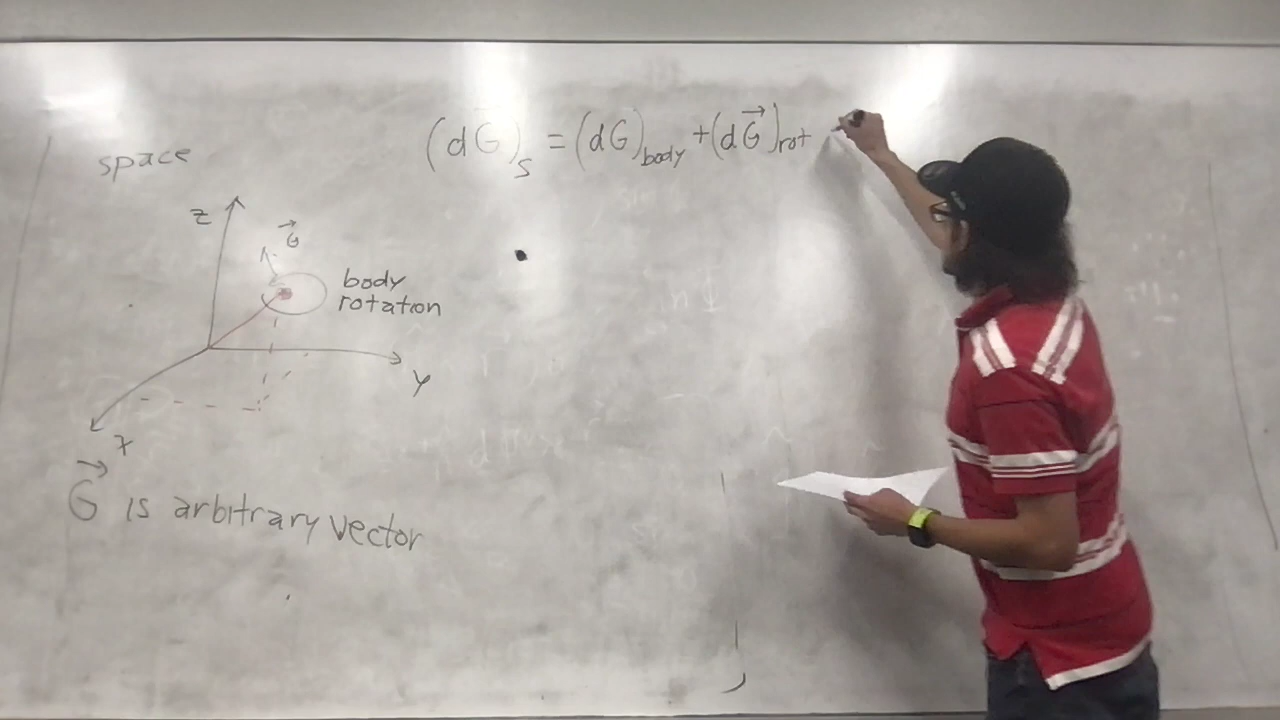 (dG)s = (dG)body + (dG⃗)rot
space
z
G⃗
body
rotation
y
x
G⃗ is arbitrary vector